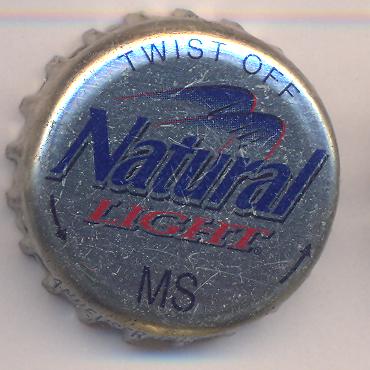 TWIST OFF
Natural
LIGHT
MS